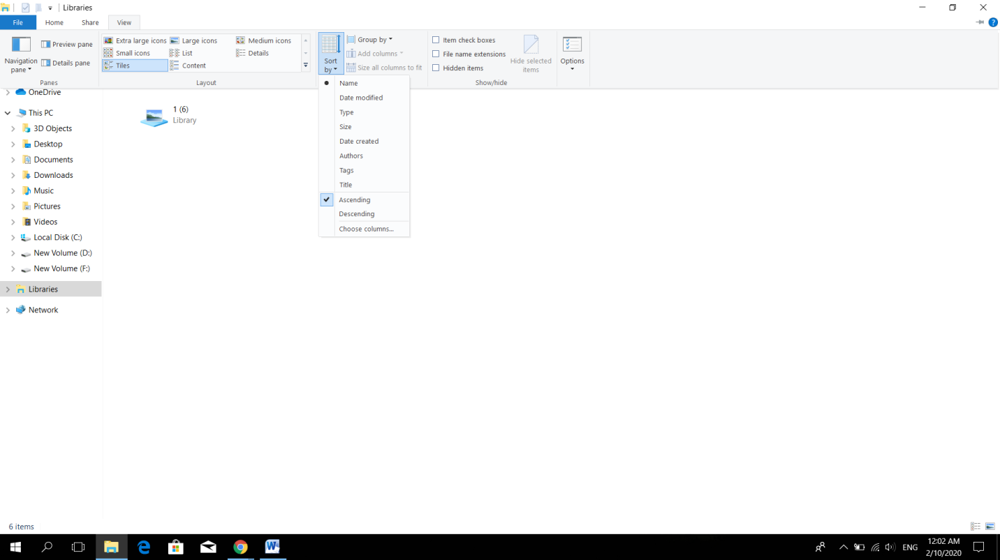 Libraries
File Home Share View
Navigation pane
Preview pane
Details pane
Panes
Extra large icons Large icons Medium icons
Small icons List Details
Tiles Content
Layout
Sort by
Group by
Add columns
Size all columns to fit
Item check boxes
File name extensions
Hidden items
Hide selected items
Show/hide
Options
Name
Date modified
Type
Size
Date created
Authors
Tags
Title
Ascending
Descending
Choose columns...
OneDrive
This PC
3D Objects
Desktop
Documents
Downloads
Music
Pictures
Videos
Local Disk (C:)
New Volume (D:)
New Volume (F:)
Libraries
Network
1 (6)
Library
6 items
ENG
12:02 AM
2/10/2020